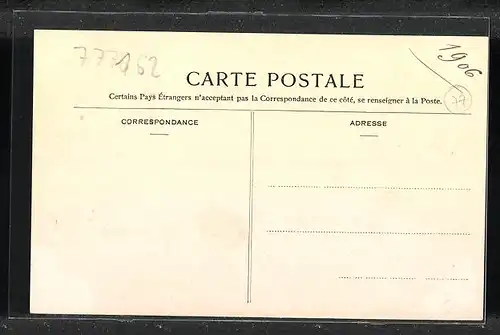 1906
77
CARTE POSTALE
Certains Pays Étrangers n'acceptant pas la Correspondance de ce côté, se renseigner à la Poste.
CORRESPONDANCE
ADRESSE